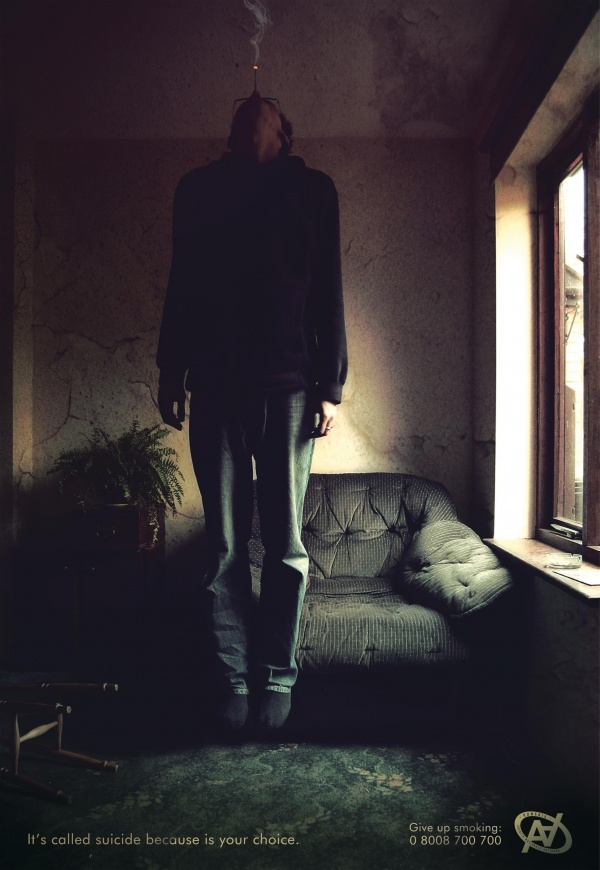 It's called suicide because is your choice.
Give up smoking:
0 8008 700 700